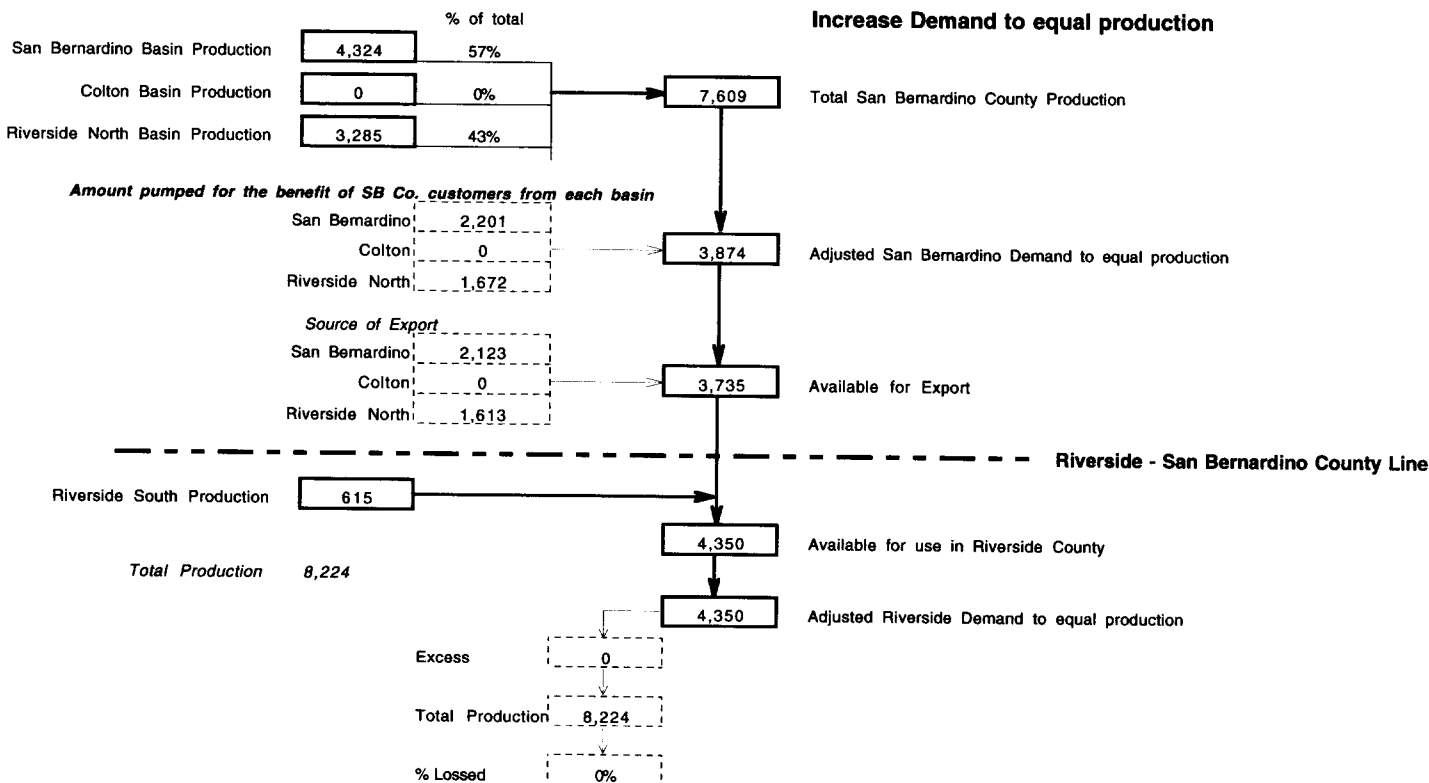 % of total
Increase Demand to equal production
San Bernardino Basin Production 4,324 57%
Colton Basin Production 0 0%
7,609 Total San Bernardino County Production
Riverside North Basin Production 3,285 43%
Amount pumped for the benefit of SB Co. customers from each basin
San Bernardino 2,201
Colton 0
3,874 Adjusted San Bernardino Demand to equal production
Riverside North 1,672
Source of Export
San Bernardino 2,123
Colton 0
3,735 Available for Export
Riverside North 1,613
Riverside - San Bernardino County Line
Riverside South Production 615
4,350 Available for use in Riverside County
Total Production 8,224
4,350 Adjusted Riverside Demand to equal production
Excess 0
Total Production 8,224
% Lossed 0%